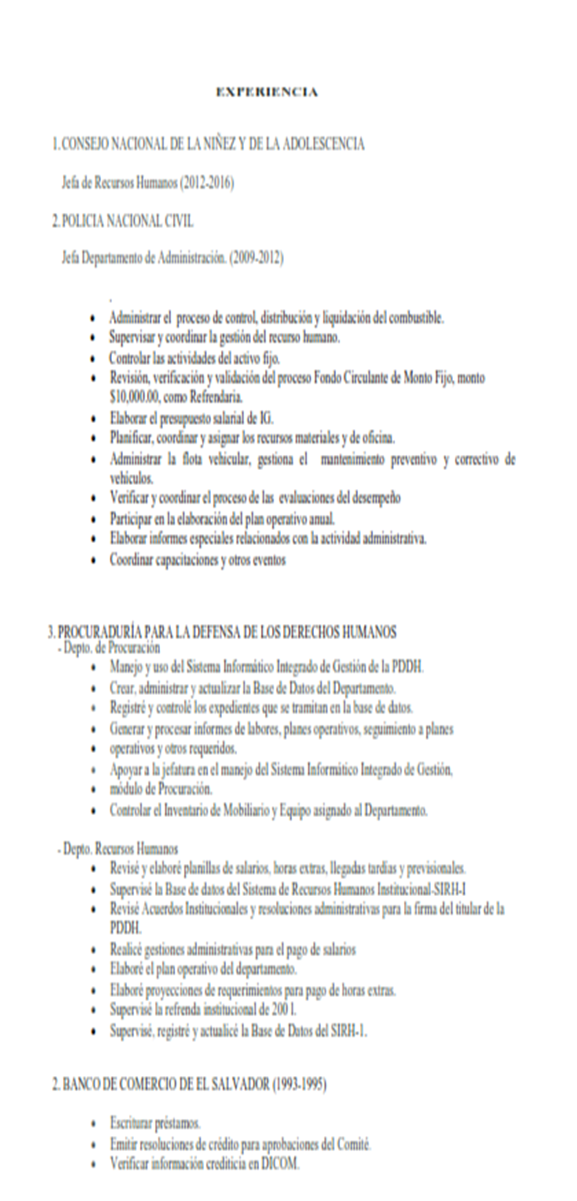 EXPERIENCIA
1. CONSEJO NACIONAL DE LA NIÑEZ Y DE LA ADOLESCENCIA
Jefa de Recursos Humanos (2012-2016)
2. POLICIA NACIONAL CIVIL
Jefa Departamento de Administración. (2009-2012)
.
• Administrar el proceso de control, distribución y liquidación del combustible.
• Supervisar y coordinar la gestión del recurso humano.
• Controlar las actividades del activo fijo.
• Revisión, verificación y validación del proceso Fondo Circulante de Monto Fijo, monto
$10,000.00, como Refrendaria.
• Elaborar el presupuesto salarial de IG.
• Planificar, coordinar y asignar los recursos materiales y de oficina.
• Administrar la flota vehicular, gestiona el mantenimiento preventivo y correctivo de
vehículos.
• Verificar y coordinar el proceso de las evaluaciones del desempeño
• Participar en la elaboración del plan operativo anual.
• Elaborar informes especiales relacionados con la actividad administrativa.
• Coordinar capacitaciones y otros eventos
3. PROCURADURÍA PARA LA DEFENSA DE LOS DERECHOS HUMANOS
- Depto. de Procuración
• Manejo y uso del Sistema Informático Integrado de Gestión de la PDDH.
• Crear, administrar y actualizar la Base de Datos del Departamento.
• Registré y controlé los expedientes que se tramitan en la base de datos.
• Generar y procesar informes de labores, planes operativos, seguimiento a planes
• operativos y otros requeridos.
• Apoyar a la jefatura en el manejo del Sistema Informático Integrado de Gestión,
• módulo de Procuración.
• Controlar el Inventario de Mobiliario y Equipo asignado al Departamento.
- Depto. Recursos Humanos
• Revisé y elaboré planillas de salarios, horas extras, llegadas tardías y previsionales.
• Supervisé la Base de datos del Sistema de Recursos Humanos Institucional-SIRH-I
• Revisé Acuerdos Institucionales y resoluciones administrativas para la firma del titular de la
PDDH.
• Realicé gestiones administrativas para el pago de salarios
• Elaboré el plan operativo del departamento.
• Elaboré proyecciones de requerimientos para pago de horas extras.
• Supervisé la refrenda institucional de 2001.
• Supervisé, registré y actualicé la Base de Datos del SIRH-1.
2. BANCO DE COMERCIO DE EL SALVADOR (1993-1995)
• Escriturar préstamos.
• Emitir resoluciones de crédito para aprobaciones del Comité.
• Verificar información crediticia en DICOM.